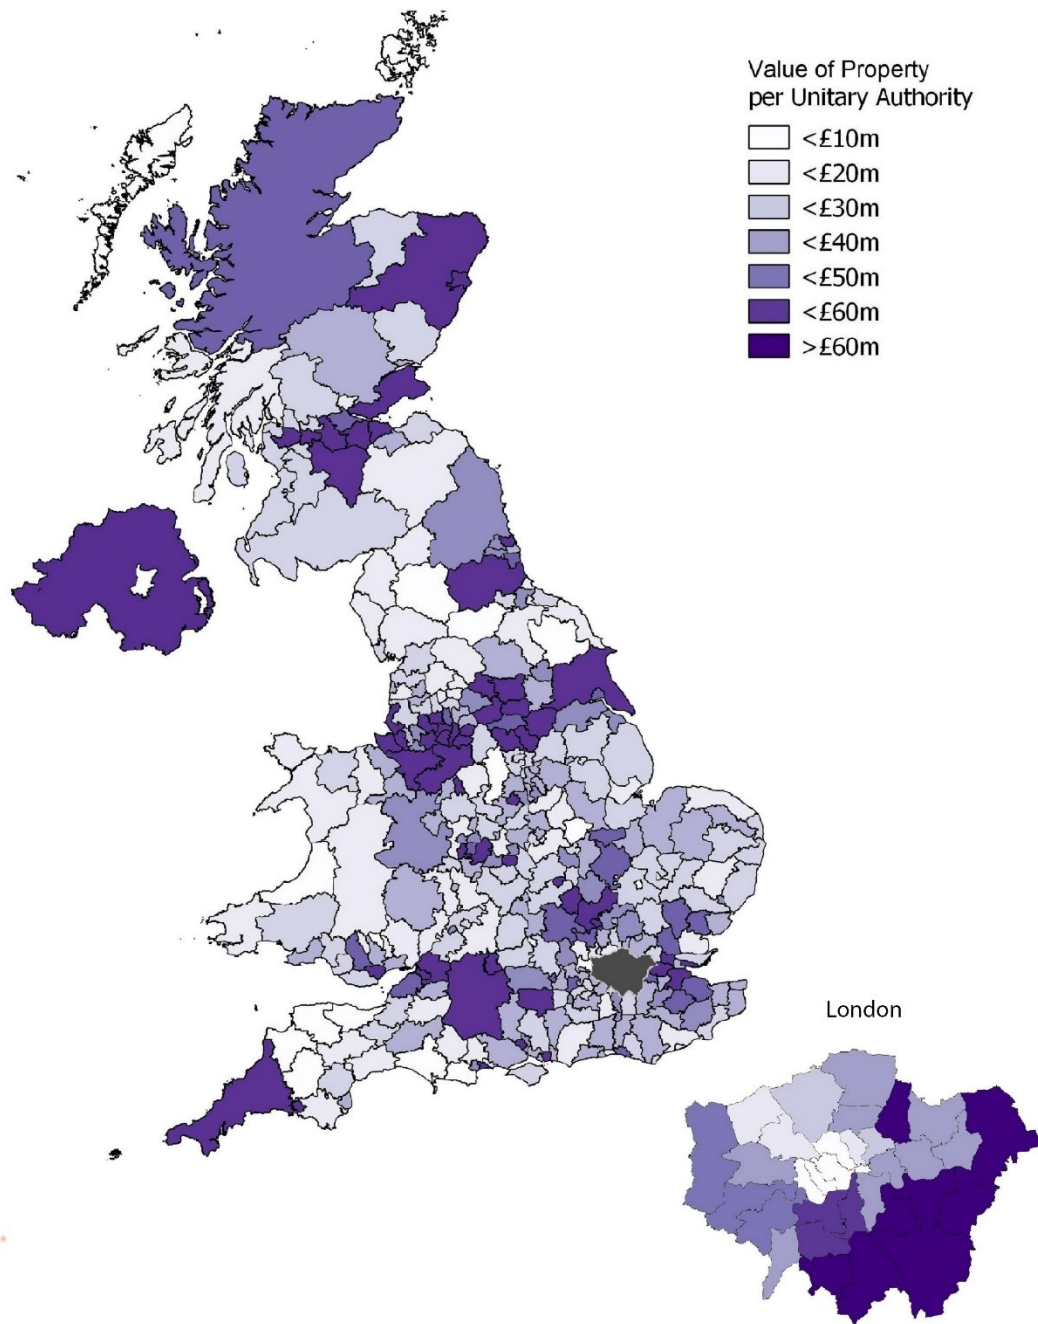 Value of Property
per Unitary Authority
<£10m
<£20m
<£30m
<£40m
<£50m
<£60m
>£60m
London